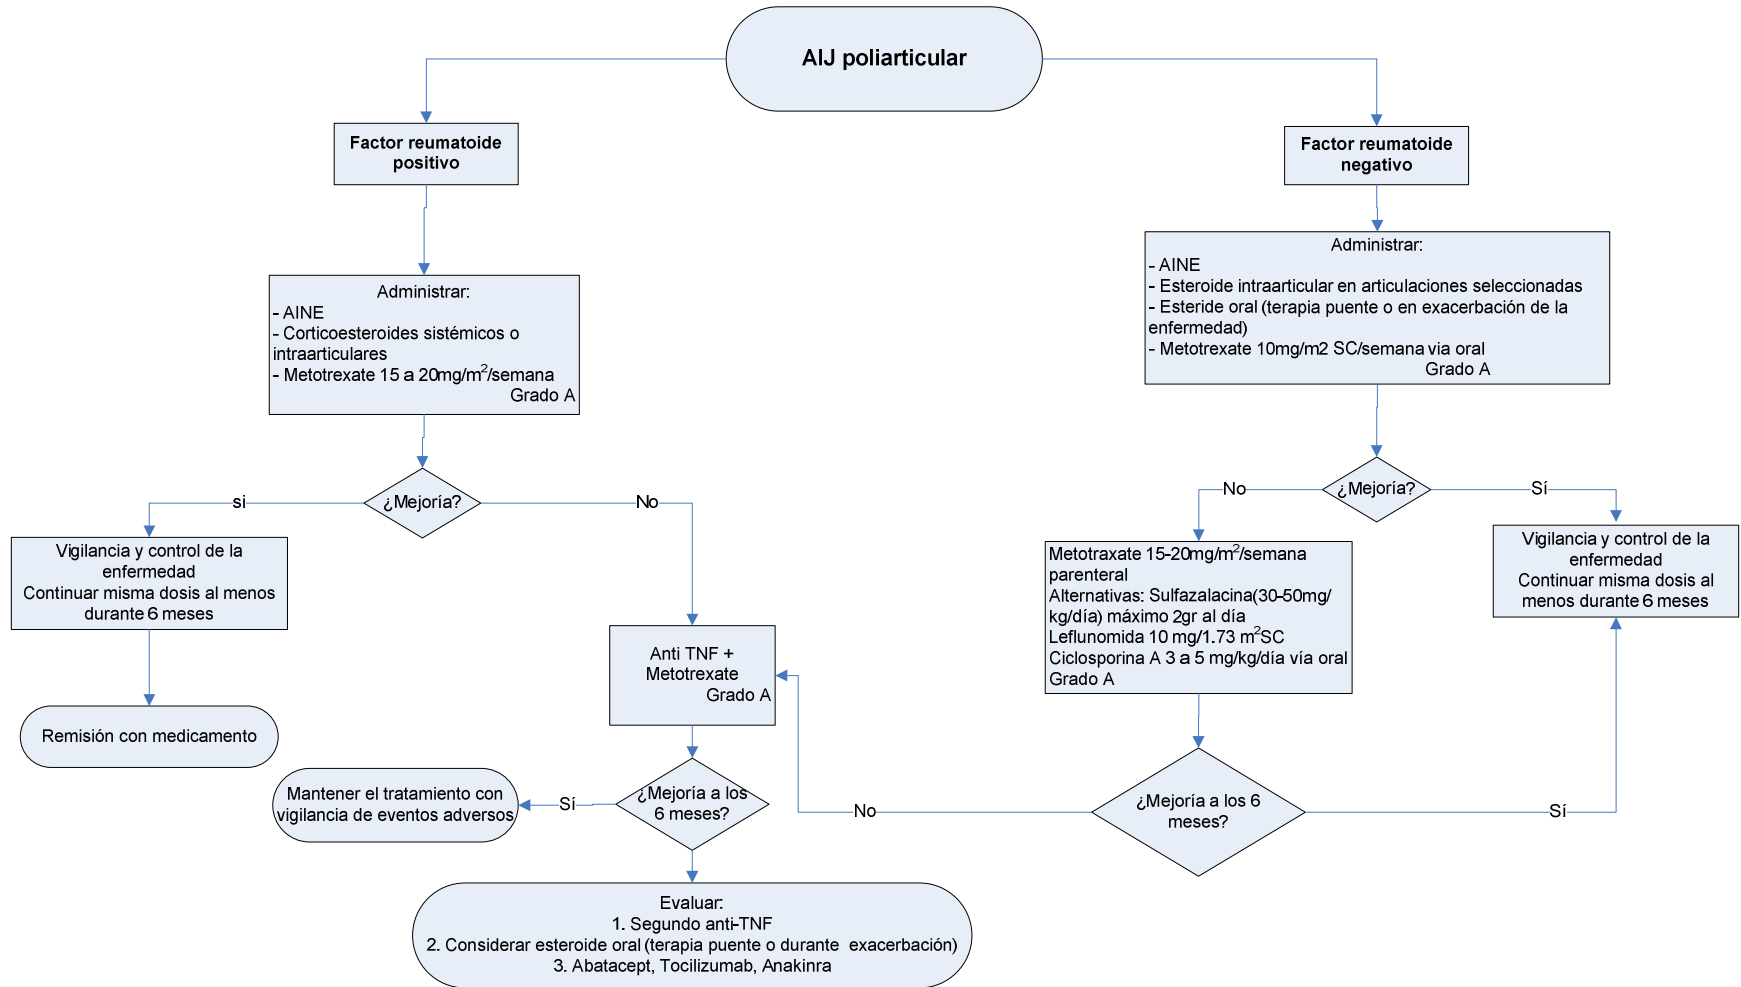 AIJ poliarticular
Factor reumatoide
positivo
Administrar:
- AINE
- Corticoesteroides sistémicos o
intraarticulares
- Metotrexate 15 a 20mg/m²/semana
Grado A
¿Mejoría?
si
No
Vigilancia y control de la
enfermedad
Continuar misma dosis al menos
durante 6 meses
Remisión con medicamento
Anti TNF +
Metotrexate
Grado A
¿Mejoría a los
6 meses?
Sí
Mantener el tratamiento con
vigilancia de eventos adversos
Evaluar:
1. Segundo anti-TNF
2. Considerar esteroide oral (terapia puente o durante exacerbación)
3. Abatacept, Tocilizumab, Anakinra
Factor reumatoide
negativo
Administrar:
- AINE
- Esteroide intraarticular en articulaciones seleccionadas
- Esteride oral (terapia puente o en exacerbación de la
enfermedad)
- Metotrexate 10mg/m2 SC/semana via oral
Grado A
¿Mejoría?
No
Sí
Metotraxate 15-20mg/m²/semana
parenteral
Alternativas: Sulfazalacina(30-50mg/
kg/día) máximo 2gr al día
Leflunomida 10 mg/1.73 m²SC
Ciclosporina A 3 a 5 mg/kg/día vía oral
Grado A
Vigilancia y control de la
enfermedad
Continuar misma dosis al
menos durante 6 meses
¿Mejoría a los 6
meses?
No
Sí